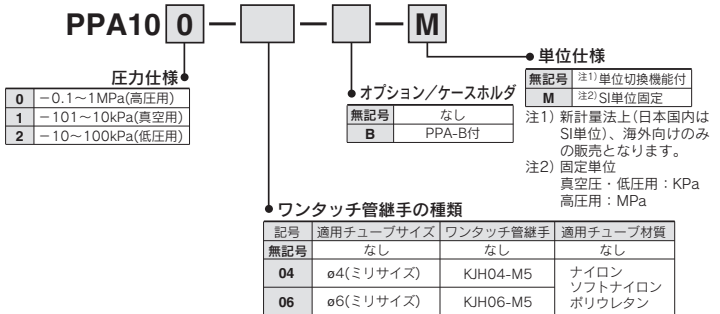 PPA10 0 － － － M
圧力仕様
0 －0.1～1MPa(高圧用)
1 －101～10kPa(真空用)
2 －10～100kPa(低圧用)
オプション／ケースホルダ
無記号 なし
B PPA-B付
単位仕様
無記号 注1)単位切換機能付
M 注2)SI単位固定
注1) 新計量法上(日本国内は
SI単位)、海外向けのみ
の販売となります。
注2) 固定単位
真空圧・低圧用：KPa
高圧用：MPa
ワンタッチ管継手の種類
記号 適用チューブサイズ ワンタッチ管継手 適用チューブ材質
無記号 なし なし なし
04 ø4(ミリサイズ) KJH04-M5 ナイロン
ソフトナイロン
06 ø6(ミリサイズ) KJH06-M5 ポリウレタン